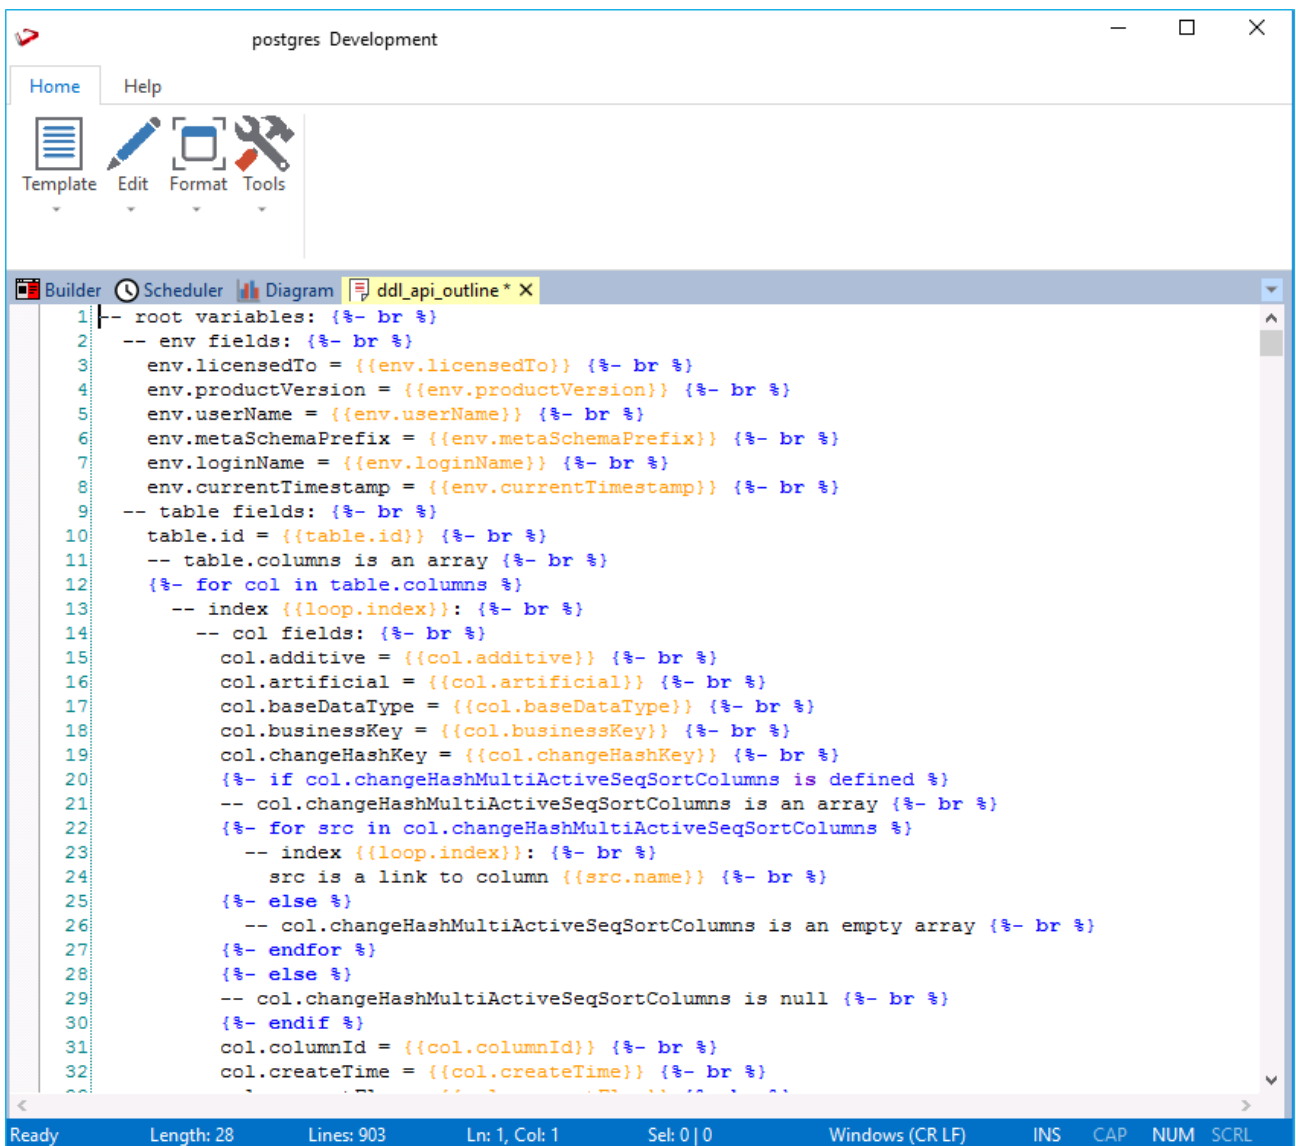 postgres Development
Home Help
Template Edit Format Tools
Builder Scheduler Diagram ddl_api_outline *
1 -- root variables: {%- br %}
2 -- env fields: {%- br %}
3 env.licensedTo = {{env.licensedTo}} {%- br %}
4 env.productVersion = {{env.productVersion}} {%- br %}
5 env.userName = {{env.userName}} {%- br %}
6 env.metaSchemaPrefix = {{env.metaSchemaPrefix}} {%- br %}
7 env.loginName = {{env.loginName}} {%- br %}
8 env.currentTimestamp = {{env.currentTimestamp}} {%- br %}
9 -- table fields: {%- br %}
10 table.id = {{table.id}} {%- br %}
11 -- table.columns is an array {%- br %}
12 {%- for col in table.columns %}
13 -- index {{loop.index}}: {%- br %}
14 -- col fields: {%- br %}
15 col.additive = {{col.additive}} {%- br %}
16 col.artificial = {{col.artificial}} {%- br %}
17 col.baseDataType = {{col.baseDataType}} {%- br %}
18 col.businessKey = {{col.businessKey}} {%- br %}
19 col.changeHashKey = {{col.changeHashKey}} {%- br %}
20 {%- if col.changeHashMultiActiveSeqSortColumns is defined %}
21 -- col.changeHashMultiActiveSeqSortColumns is an array {%- br %}
22 {%- for src in col.changeHashMultiActiveSeqSortColumns %}
23 -- index {{loop.index}}: {%- br %}
24 src is a link to column {{src.name}} {%- br %}
25 {%- else %}
26 -- col.changeHashMultiActiveSeqSortColumns is an empty array {%- br %}
27 {%- endfor %}
28 {%- else %}
29 -- col.changeHashMultiActiveSeqSortColumns is null {%- br %}
30 {%- endif %}
31 col.columnId = {{col.columnId}} {%- br %}
32 col.createTime = {{col.createTime}} {%- br %}
Ready Length: 28 Lines: 903 Ln: 1, Col: 1 Sel: 0 | 0 Windows (CR LF) INS CAP NUM SCRL